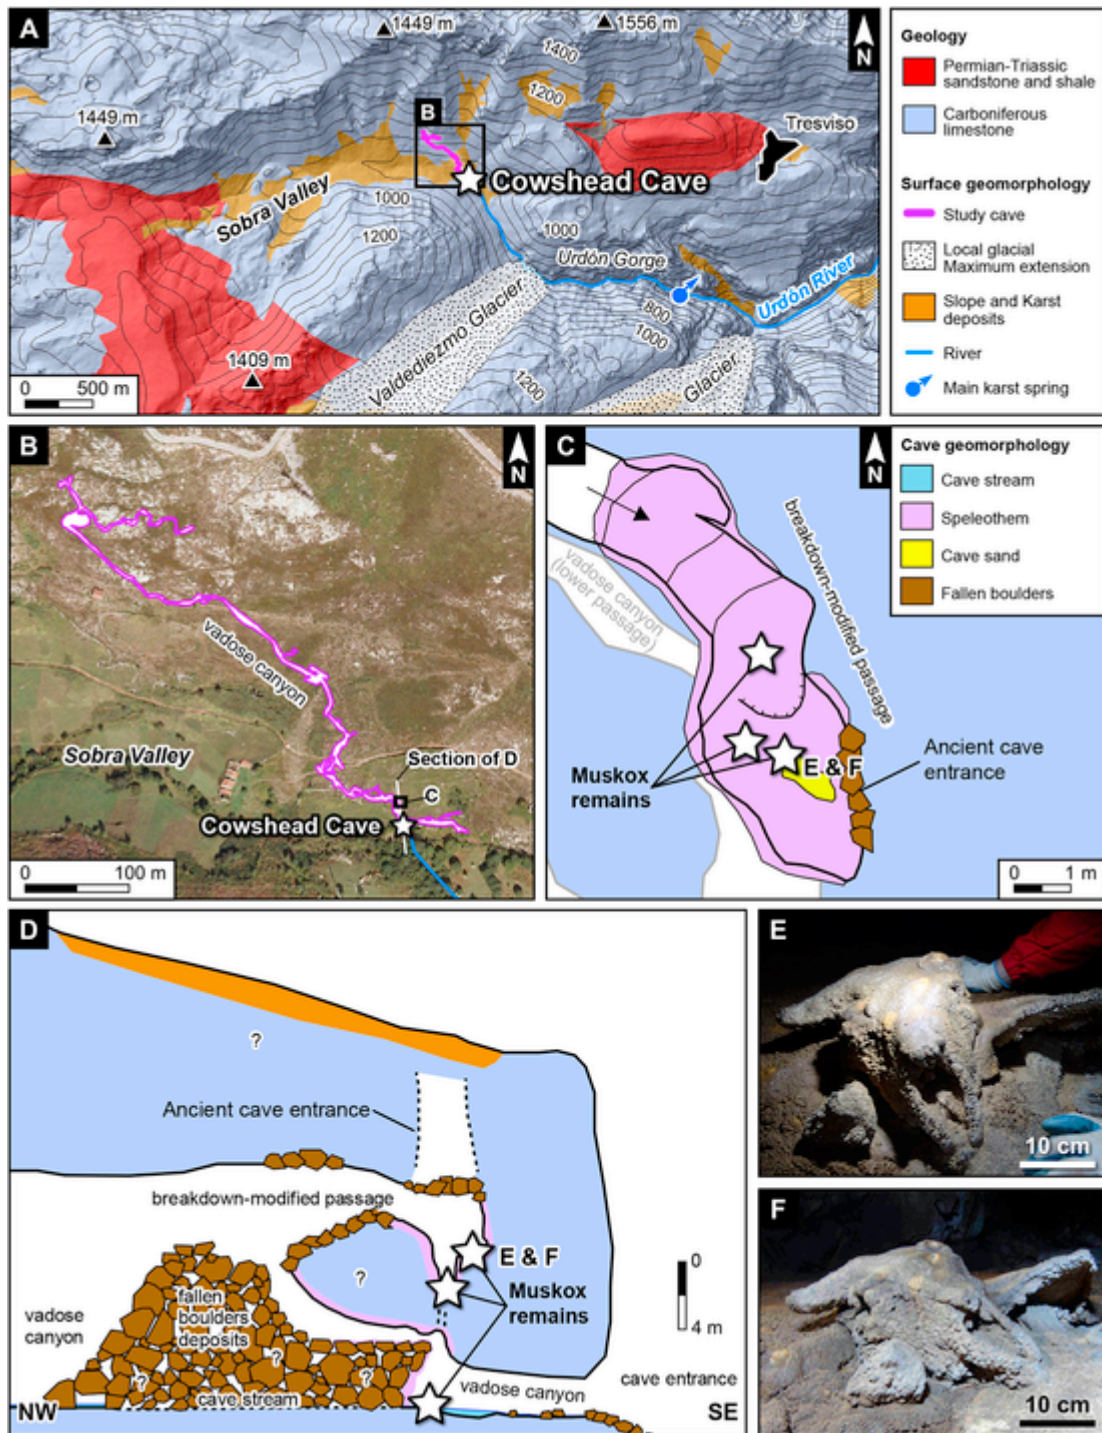 A
1449 m
1556 m
N
1400
1200
1449 m
B
Tresviso
Cowshead Cave
Sobra Valley
1000
1200
1000
Urdón Gorge
Urdón River
800
1000
1409 m
Valdediezmo Glacier
1200
Glacier
0 500 m
Geology
Permian-Triassic
sandstone and shale
Carboniferous
limestone
Surface geomorphology
Study cave
Local glacial
Maximum extension
Slope and Karst
deposits
River
Main karst spring
B
N
vadose canyon
Sobra Valley
Section of D
C
Cowshead Cave
0 100 m
C
N
vadose canyon
(lower passage)
breakdown-modified passage
E & F
Muskox
remains
Ancient cave
entrance
0 1 m
Cave geomorphology
Cave stream
Speleothem
Cave sand
Fallen boulders
D
?
Ancient cave entrance
breakdown-modified passage
E & F
?
Muskox
remains
0
4 m
vadose
canyon
fallen
boulders
deposits
?
?
?
cave stream
vadose canyon
cave entrance
NW
SE
E
10 cm
F
10 cm